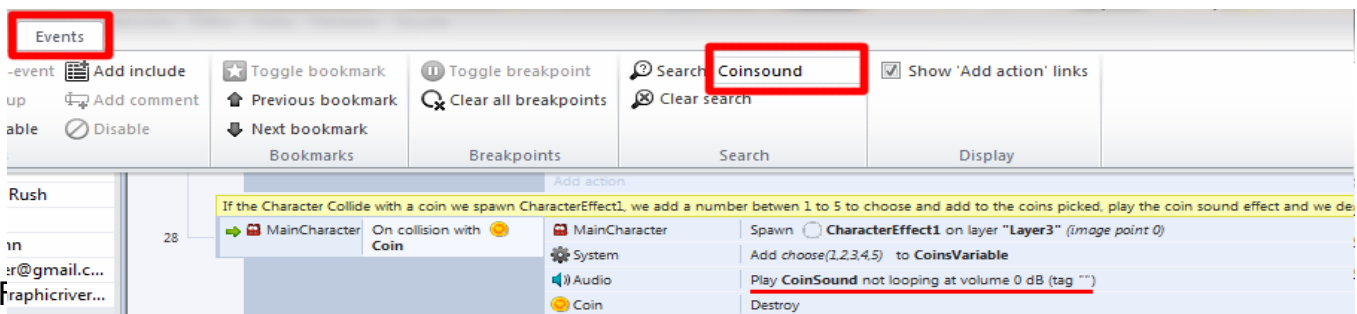 Events
-event Add include Toggle bookmark Toggle breakpoint Search Coinsound Show 'Add action' links
up Add comment Previous bookmark Clear all breakpoints Clear search
able Disable Next bookmark
Bookmarks Breakpoints Search Display
Add action
Rush
If the Character Collide with a coin we spawn CharacterEffect1, we add a number betwen 1 to 5 to choose and add to the coins picked, play the coin sound effect and we de
28 MainCharacter On collision with Coin MainCharacter Spawn CharacterEffect1 on layer "Layer3" (image point 0)
System Add choose(1,2,3,4,5) to CoinsVariable
er@gmail.c...
Audio Play CoinSound not looping at volume 0 dB (tag "")
raphicriver...
Coin Destroy